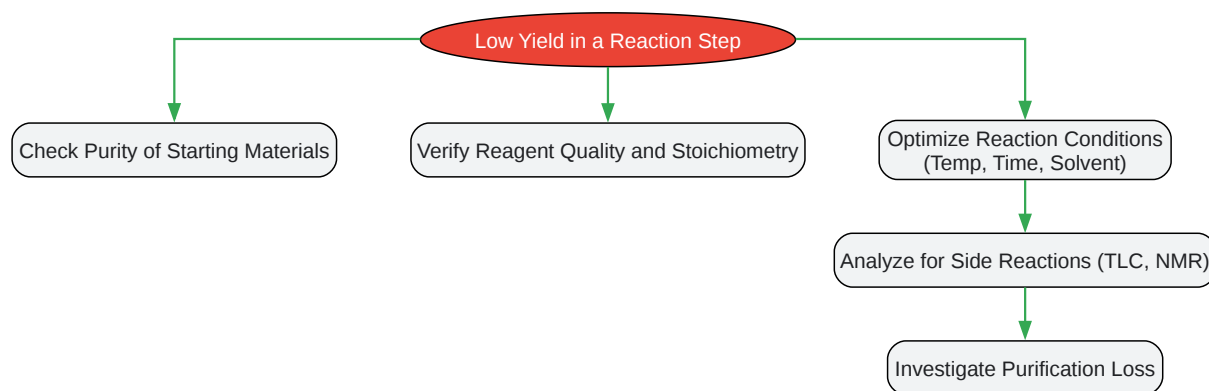 Low Yield in a Reaction Step
Check Purity of Starting Materials
Verify Reagent Quality and Stoichiometry
Optimize Reaction Conditions
(Temp, Time, Solvent)
Analyze for Side Reactions (TLC, NMR)
Investigate Purification Loss